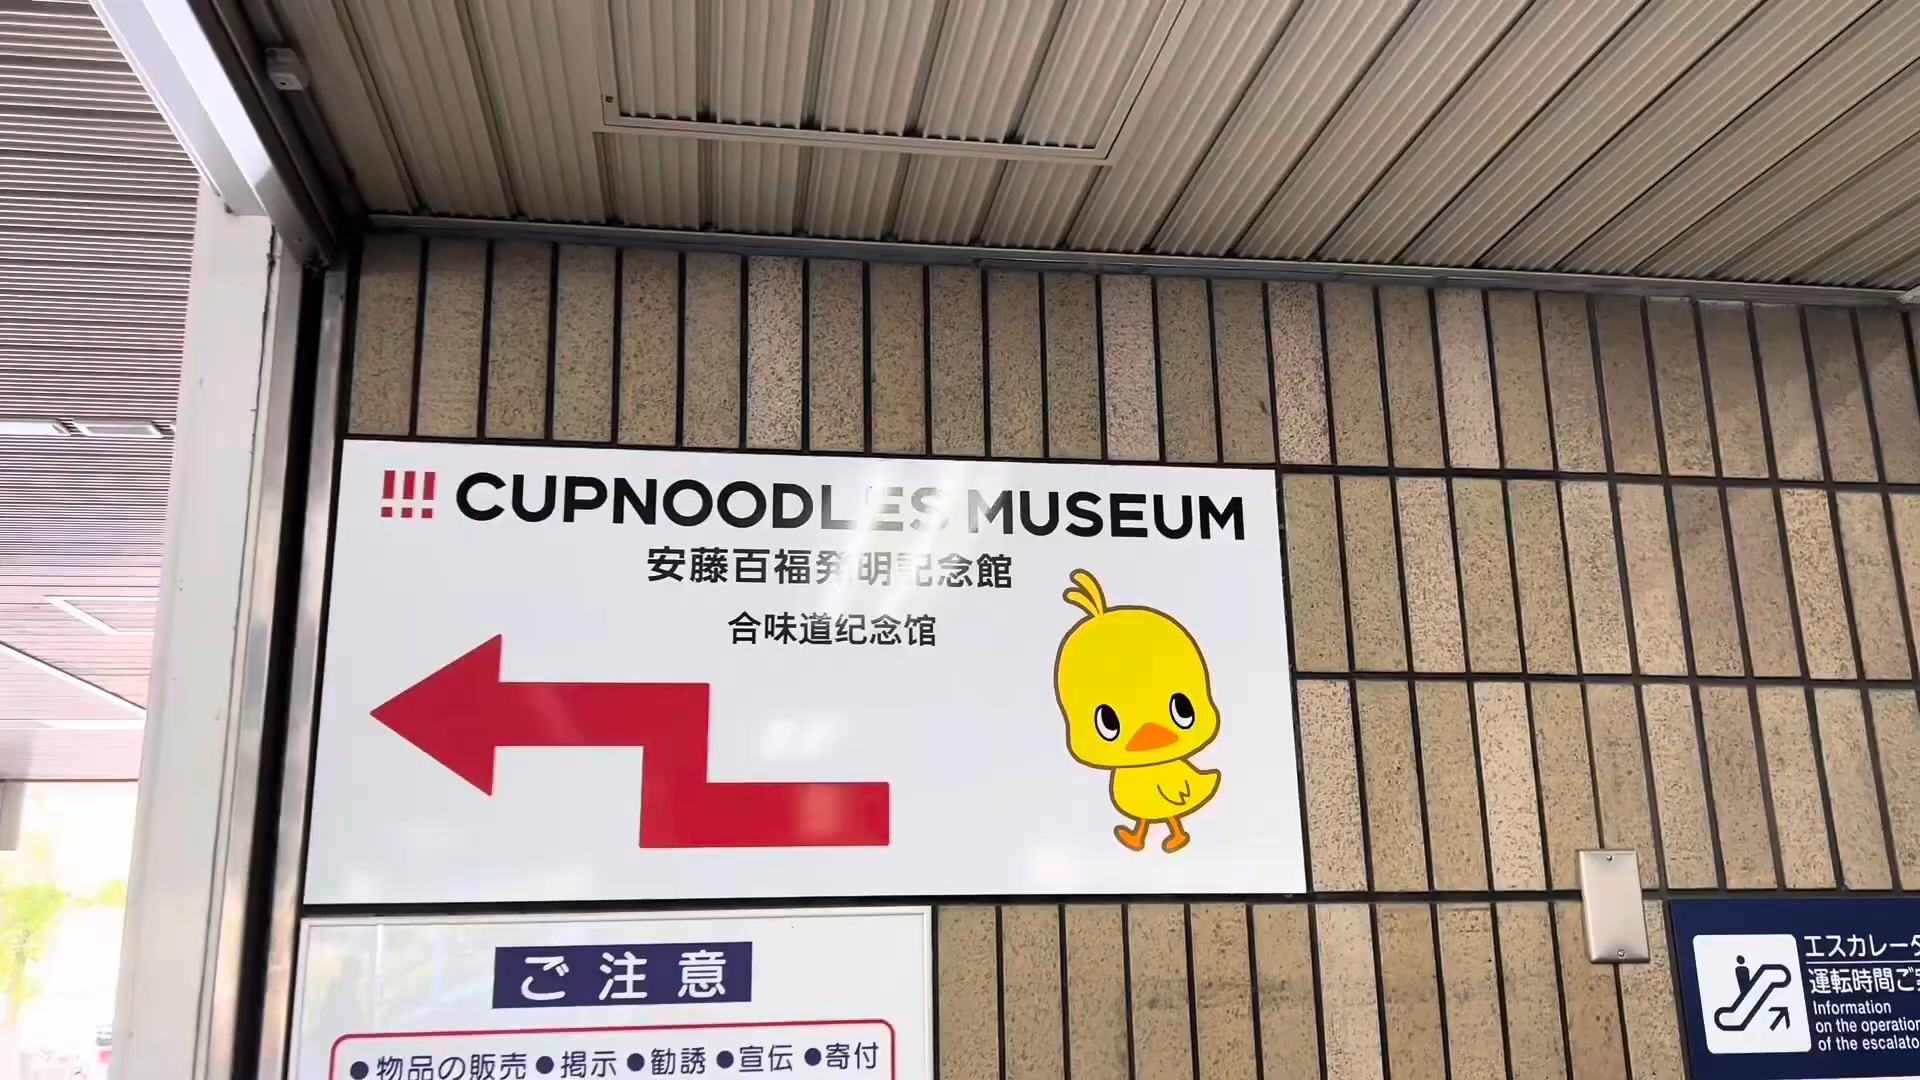 !!! CUPNOODLES MUSEUM
安藤百福発明記念館
合味道纪念馆
ご注意
●物品の販売●掲示●勧誘●宣伝●寄付
エスカレータ
運転時間ご
Information
on the operation
of the escalato